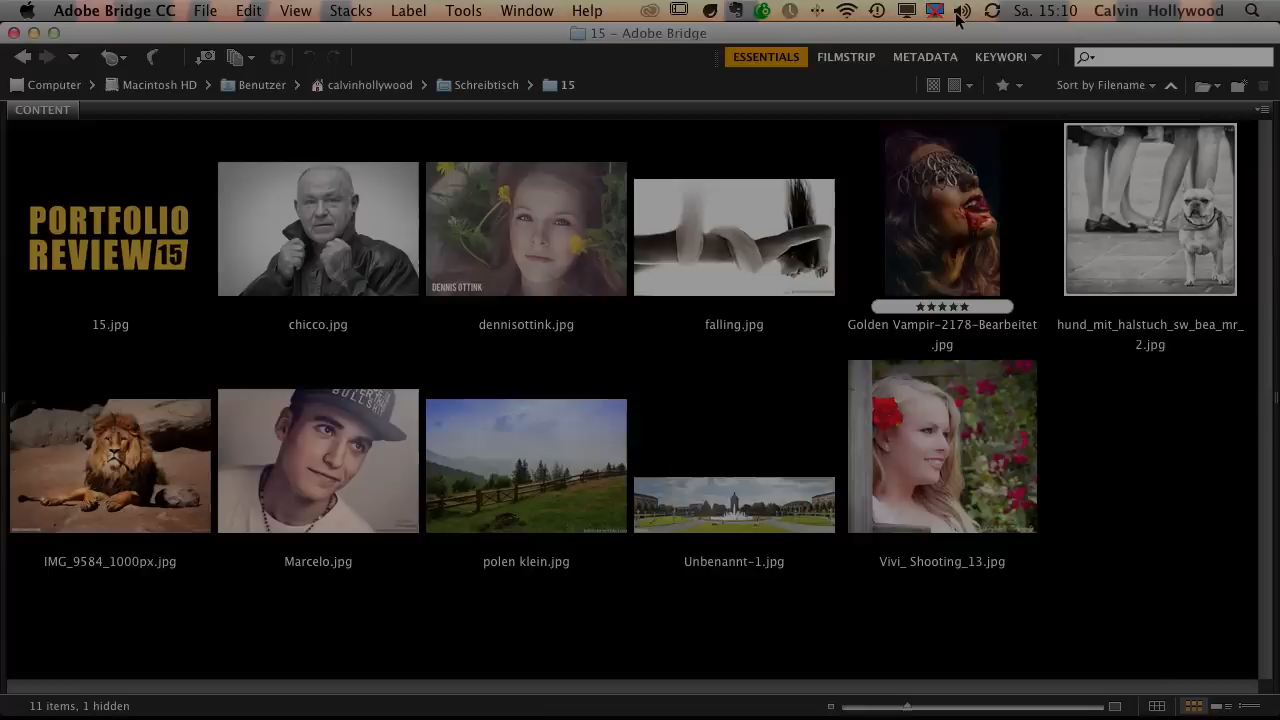 Adobe Bridge CC File Edit View Stacks Label Tools Window Help Sa. 15:10 Calvin Hollywood
15 – Adobe Bridge
ESSENTIALS FILMSTRIP METADATA KEYWORI
Computer Macintosh HD Benutzer calvinhollywood Schreibtisch 15 Sort by Filename
CONTENT
PORTFOLIO
REVIEW 15
DENNIS OTTINK
BULLSHIT
15.jpg chicco.jpg dennisottink.jpg falling.jpg Golden Vampir-2178-Bearbeitet
.jpg
hund_mit_halstuch_sw_bea_mr_
2.jpg
IMG_9584_1000px.jpg Marcelo.jpg polen klein.jpg Unbenannt-1.jpg Vivi_ Shooting_13.jpg
11 items, 1 hidden